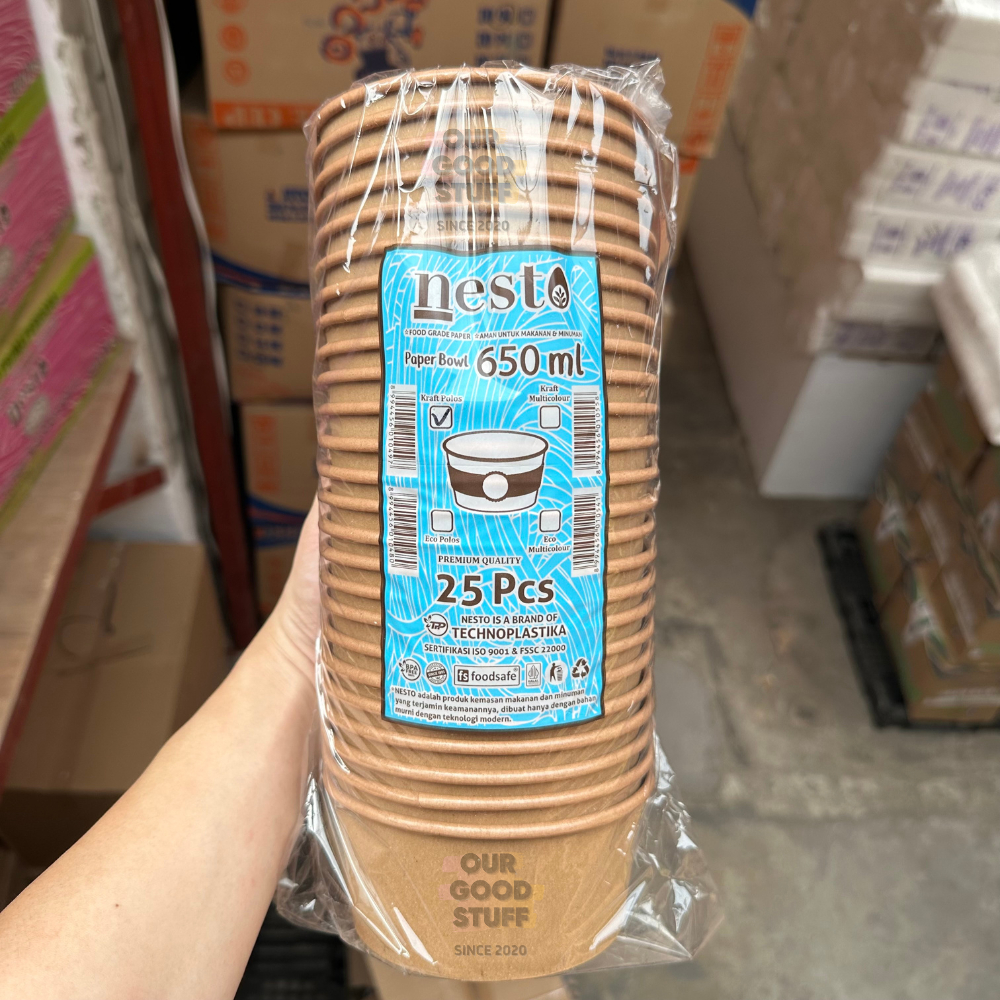 OUR
GOOD
STUFF
SINCE 2020
nesto
FOOD GRADE PAPER AMAN UNTUK MAKANAN & MINUMAN
Paper Bowl 650 ml
Kraft Polos
Kraft
Multicolour
Eco Polos
Eco
Multicolour
PREMIUM QUALITY
25 Pcs
NESTO IS A BRAND OF
TECHNOPLASTIKA
SERTIFIKASI ISO 9001 & FSSC 22000
BPA
FREE
fs foodsafe
NESTO adalah produk kemasan makanan dan minuman
yang terjamin keamanannya, dibuat hanya dengan bahan
murni dengan teknologi modern.
OUR
GOOD
STUFF
SINCE 2020